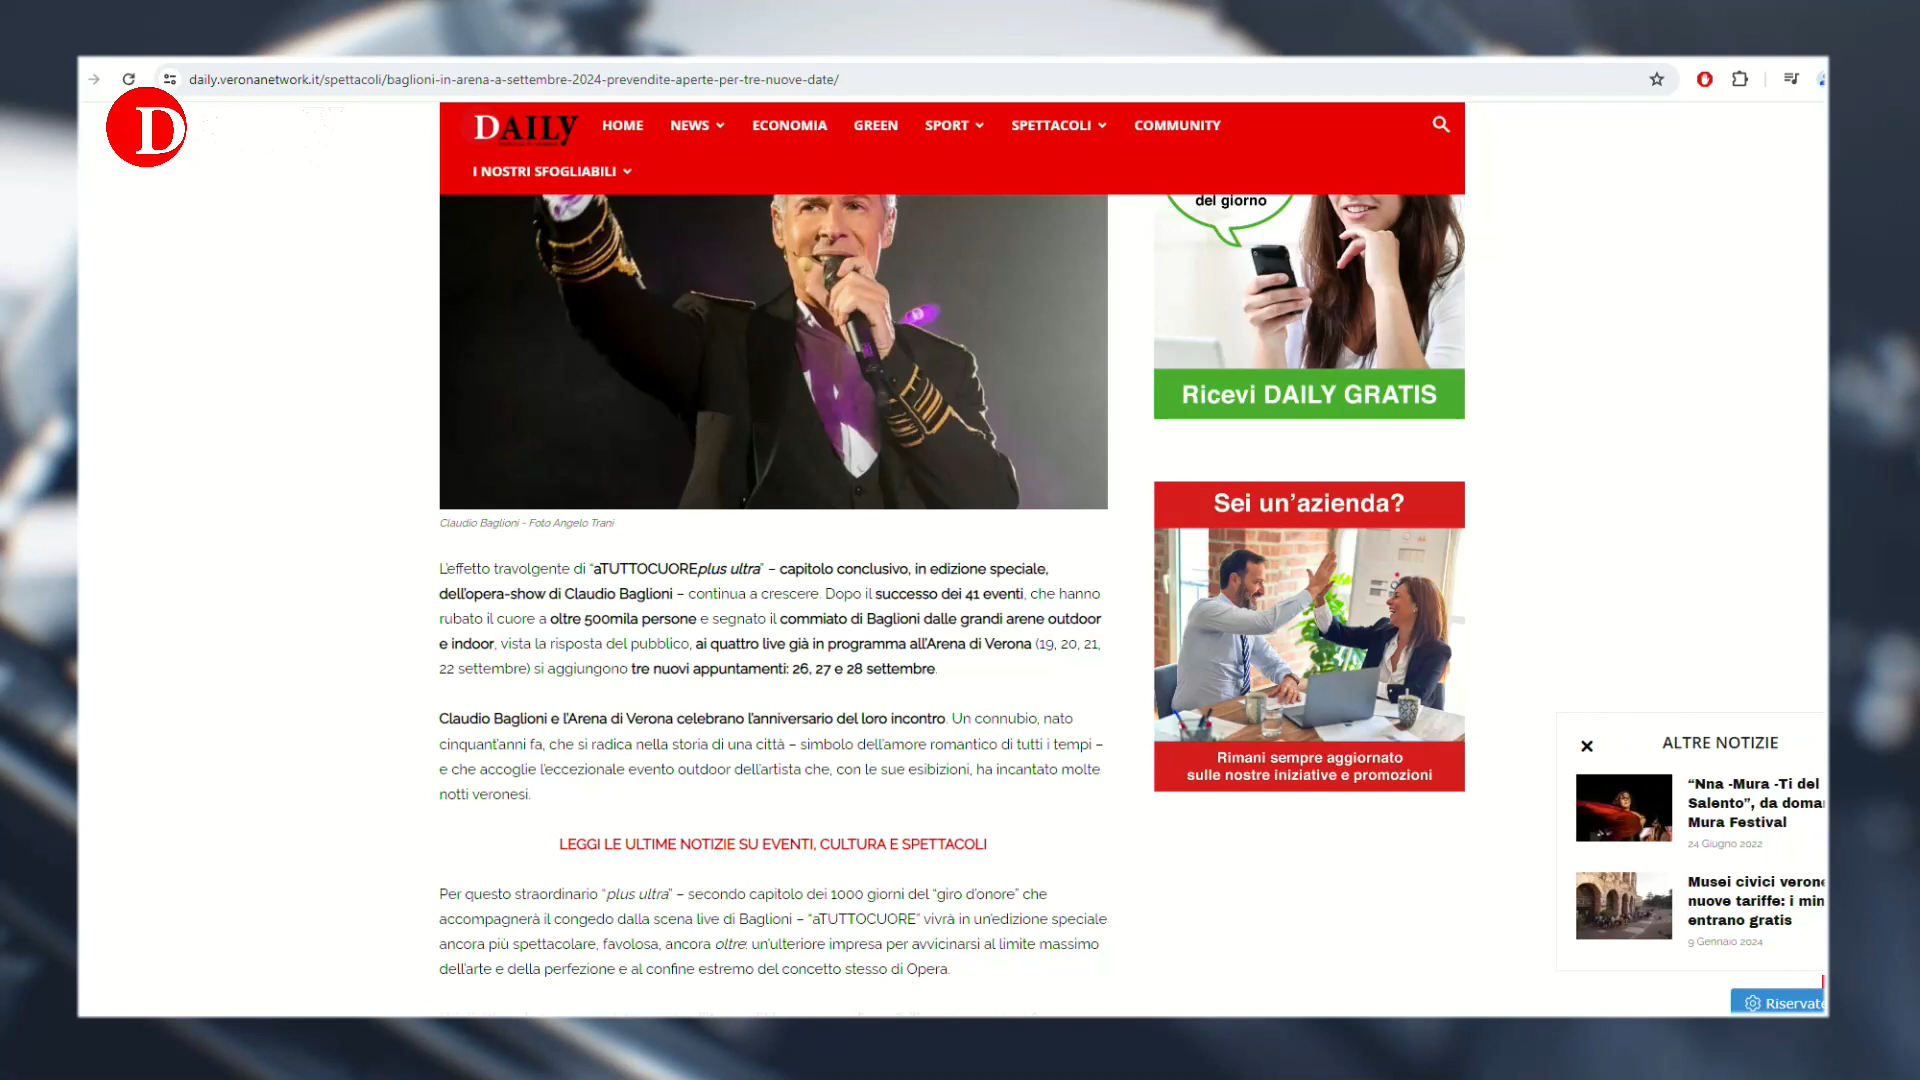 daily.veronanetwork.it/spettacoli/baglioni-in-arena-a-settembre-2024-prevendite-aperte-per-tre-nuove-date/
D
DAILY HOME NEWS ECONOMIA GREEN SPORT SPETTACOLI COMMUNITY
I NOSTRI SFOGLIABILI
del giorno
Ricevi DAILY GRATIS
Sei un'azienda?
Rimani sempre aggiornato
sulle nostre iniziative e promozioni
Claudio Baglioni - Foto Angelo Trani
L'effetto travolgente di “aTUTTOCUOREplus ultra” – capitolo conclusivo, in edizione speciale,
dell'opera-show di Claudio Baglioni – continua a crescere. Dopo il successo dei 41 eventi, che hanno
rubato il cuore a oltre 500mila persone e segnato il commiato di Baglioni dalle grandi arene outdoor
e indoor, vista la risposta del pubblico, ai quattro live già in programma all'Arena di Verona (19, 20, 21,
22 settembre) si aggiungono tre nuovi appuntamenti: 26, 27 e 28 settembre.
Claudio Baglioni e l'Arena di Verona celebrano l'anniversario del loro incontro. Un connubio, nato
cinquant'anni fa, che si radica nella storia di una città – simbolo dell'amore romantico di tutti i tempi –
e che accoglie l'eccezionale evento outdoor dell'artista che, con le sue esibizioni, ha incantato molte
notti veronesi.
LEGGI LE ULTIME NOTIZIE SU EVENTI, CULTURA E SPETTACOLI
Per questo straordinario “plus ultra” – secondo capitolo dei 1000 giorni del “giro d'onore” che
accompagnerà il congedo dalla scena live di Baglioni – “aTUTTOCUORE” vivrà in un'edizione speciale
ancora più spettacolare, favolosa, ancora oltre: un'ulteriore impresa per avvicinarsi al limite massimo
dell'arte e della perfezione e al confine estremo del concetto stesso di Opera.
ALTRE NOTIZIE
“Nna -Mura -Ti del
Salento”, da doma
Mura Festival
24 Giugno 2022
Musei civici verone
nuove tariffe: i min
entrano gratis
9 Gennaio 2024
Riservate